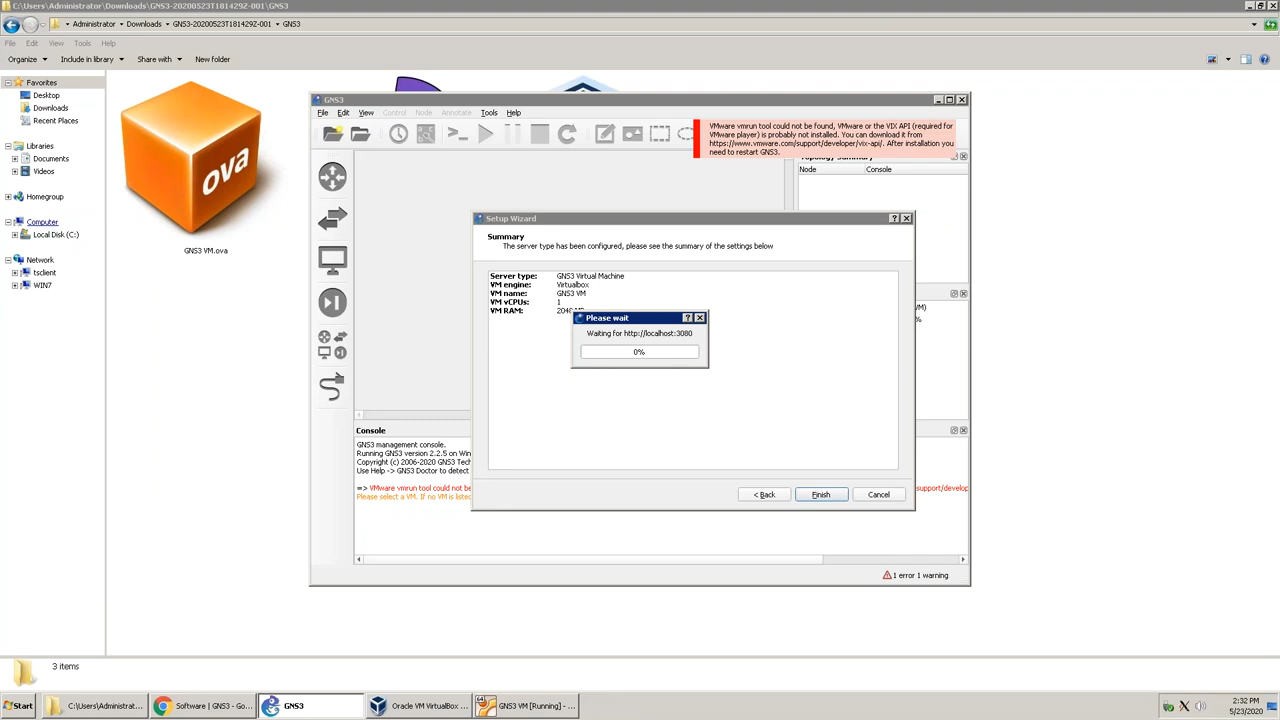 C:\Users\Administrator\Downloads\GNS3-20200523T181429Z-001\GNS3
Administrator Downloads GNS3-20200523T181429Z-001 GNS3
File Edit View Tools Help
Organize Include in library Share with New folder
Favorites
Desktop
Downloads
Recent Places
Libraries
Documents
Videos
Homegroup
Computer
Local Disk (C:)
Network
tsclient
WIN7
ova
GNS3 VM.ova
GNS3
File Edit View Control Node Annotate Tools Help
VMware vmrun tool could not be found, VMware or the VIX API (required for
VMware player) is probably not installed. You can download it from
https://www.vmware.com/support/developer/vix-api/. After installation you
need to restart GNS3.
Topology Summary
Node Console
VM)
%
Setup Wizard
Summary
The server type has been configured, please see the summary of the settings below
Server type: GNS3 Virtual Machine
VM engine: Virtualbox
VM name: GNS3 VM
VM vCPUs: 1
VM RAM: 2048 MB
Please wait
Waiting for http://localhost:3080
0%
< Back Finish Cancel
Console
GNS3 management console.
Running GNS3 version 2.2.5 on Win
Copyright (c) 2006-2020 GNS3 Tech
Use Help -> GNS3 Doctor to detect
=> VMware vmrun tool could not be support/develop
Please select a VM. If no VM is listed
1 error 1 warning
3 items
Start C:\Users\Administrat... Software | GNS3 - Go... GNS3 Oracle VM VirtualBox ... GNS3 VM [Running] - ...
2:32 PM
5/23/2020